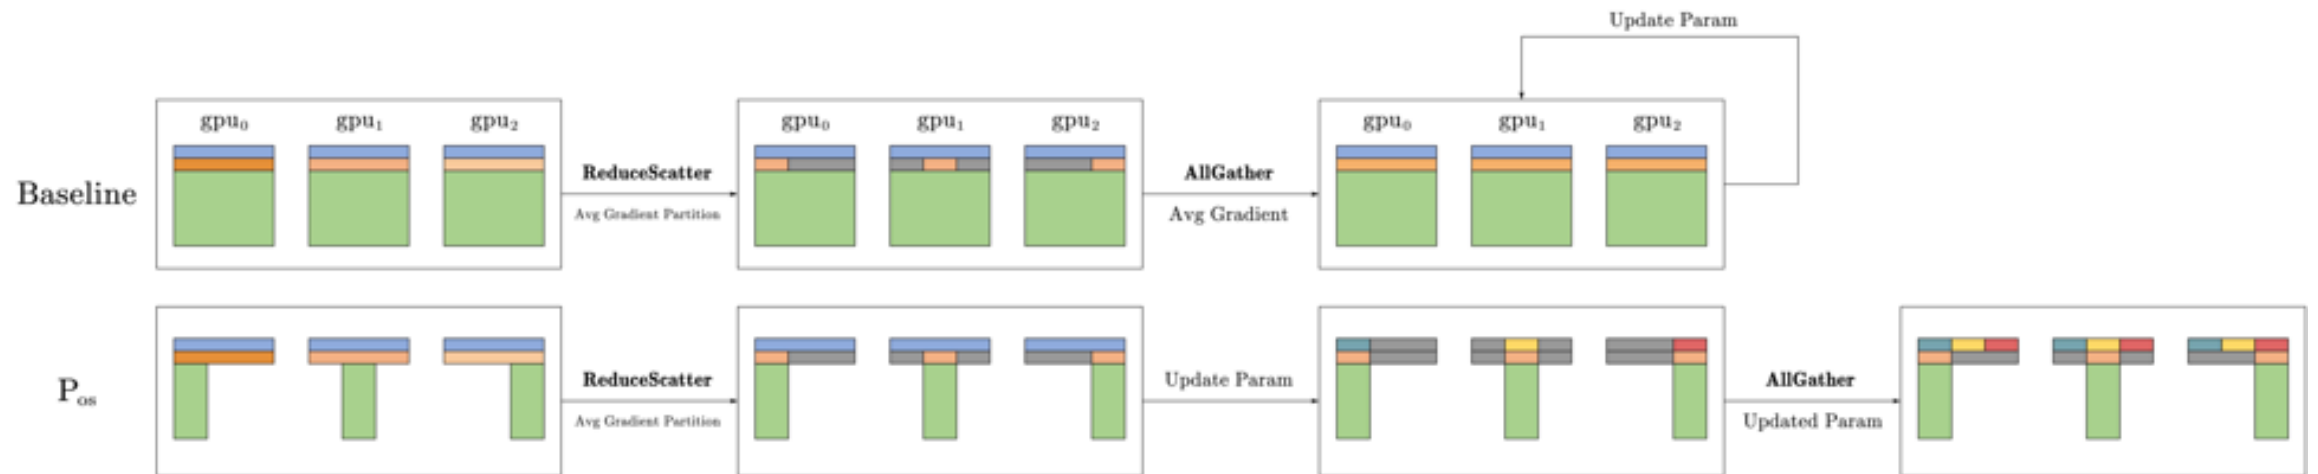 Update Param
gpu₀ gpu₁ gpu₂
gpu₀ gpu₁ gpu₂
gpu₀ gpu₁ gpu₂
Baseline
ReduceScatter
Avg Gradient Partition
AllGather
Avg Gradient
Pₒₛ
ReduceScatter
Avg Gradient Partition
Update Param
AllGather
Updated Param